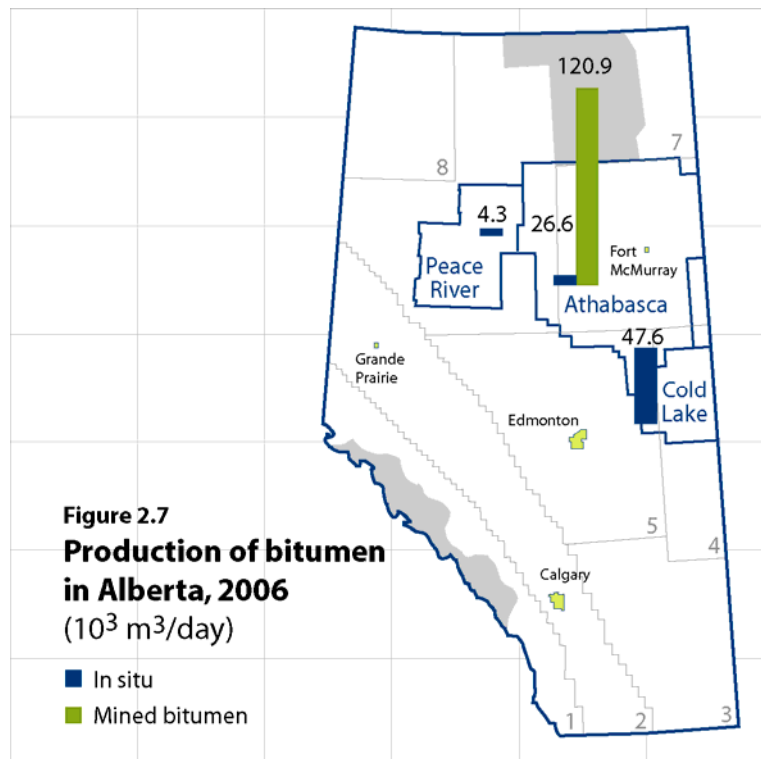 120.9
7
8
4.3
26.6
Fort
McMurray
Peace
River
Athabasca
47.6
Grande
Prairie
Cold
Lake
Edmonton
Figure 2.7
Production of bitumen
in Alberta, 2006
(10³ m³/day)
5
4
Calgary
In situ
Mined bitumen
1
2
3